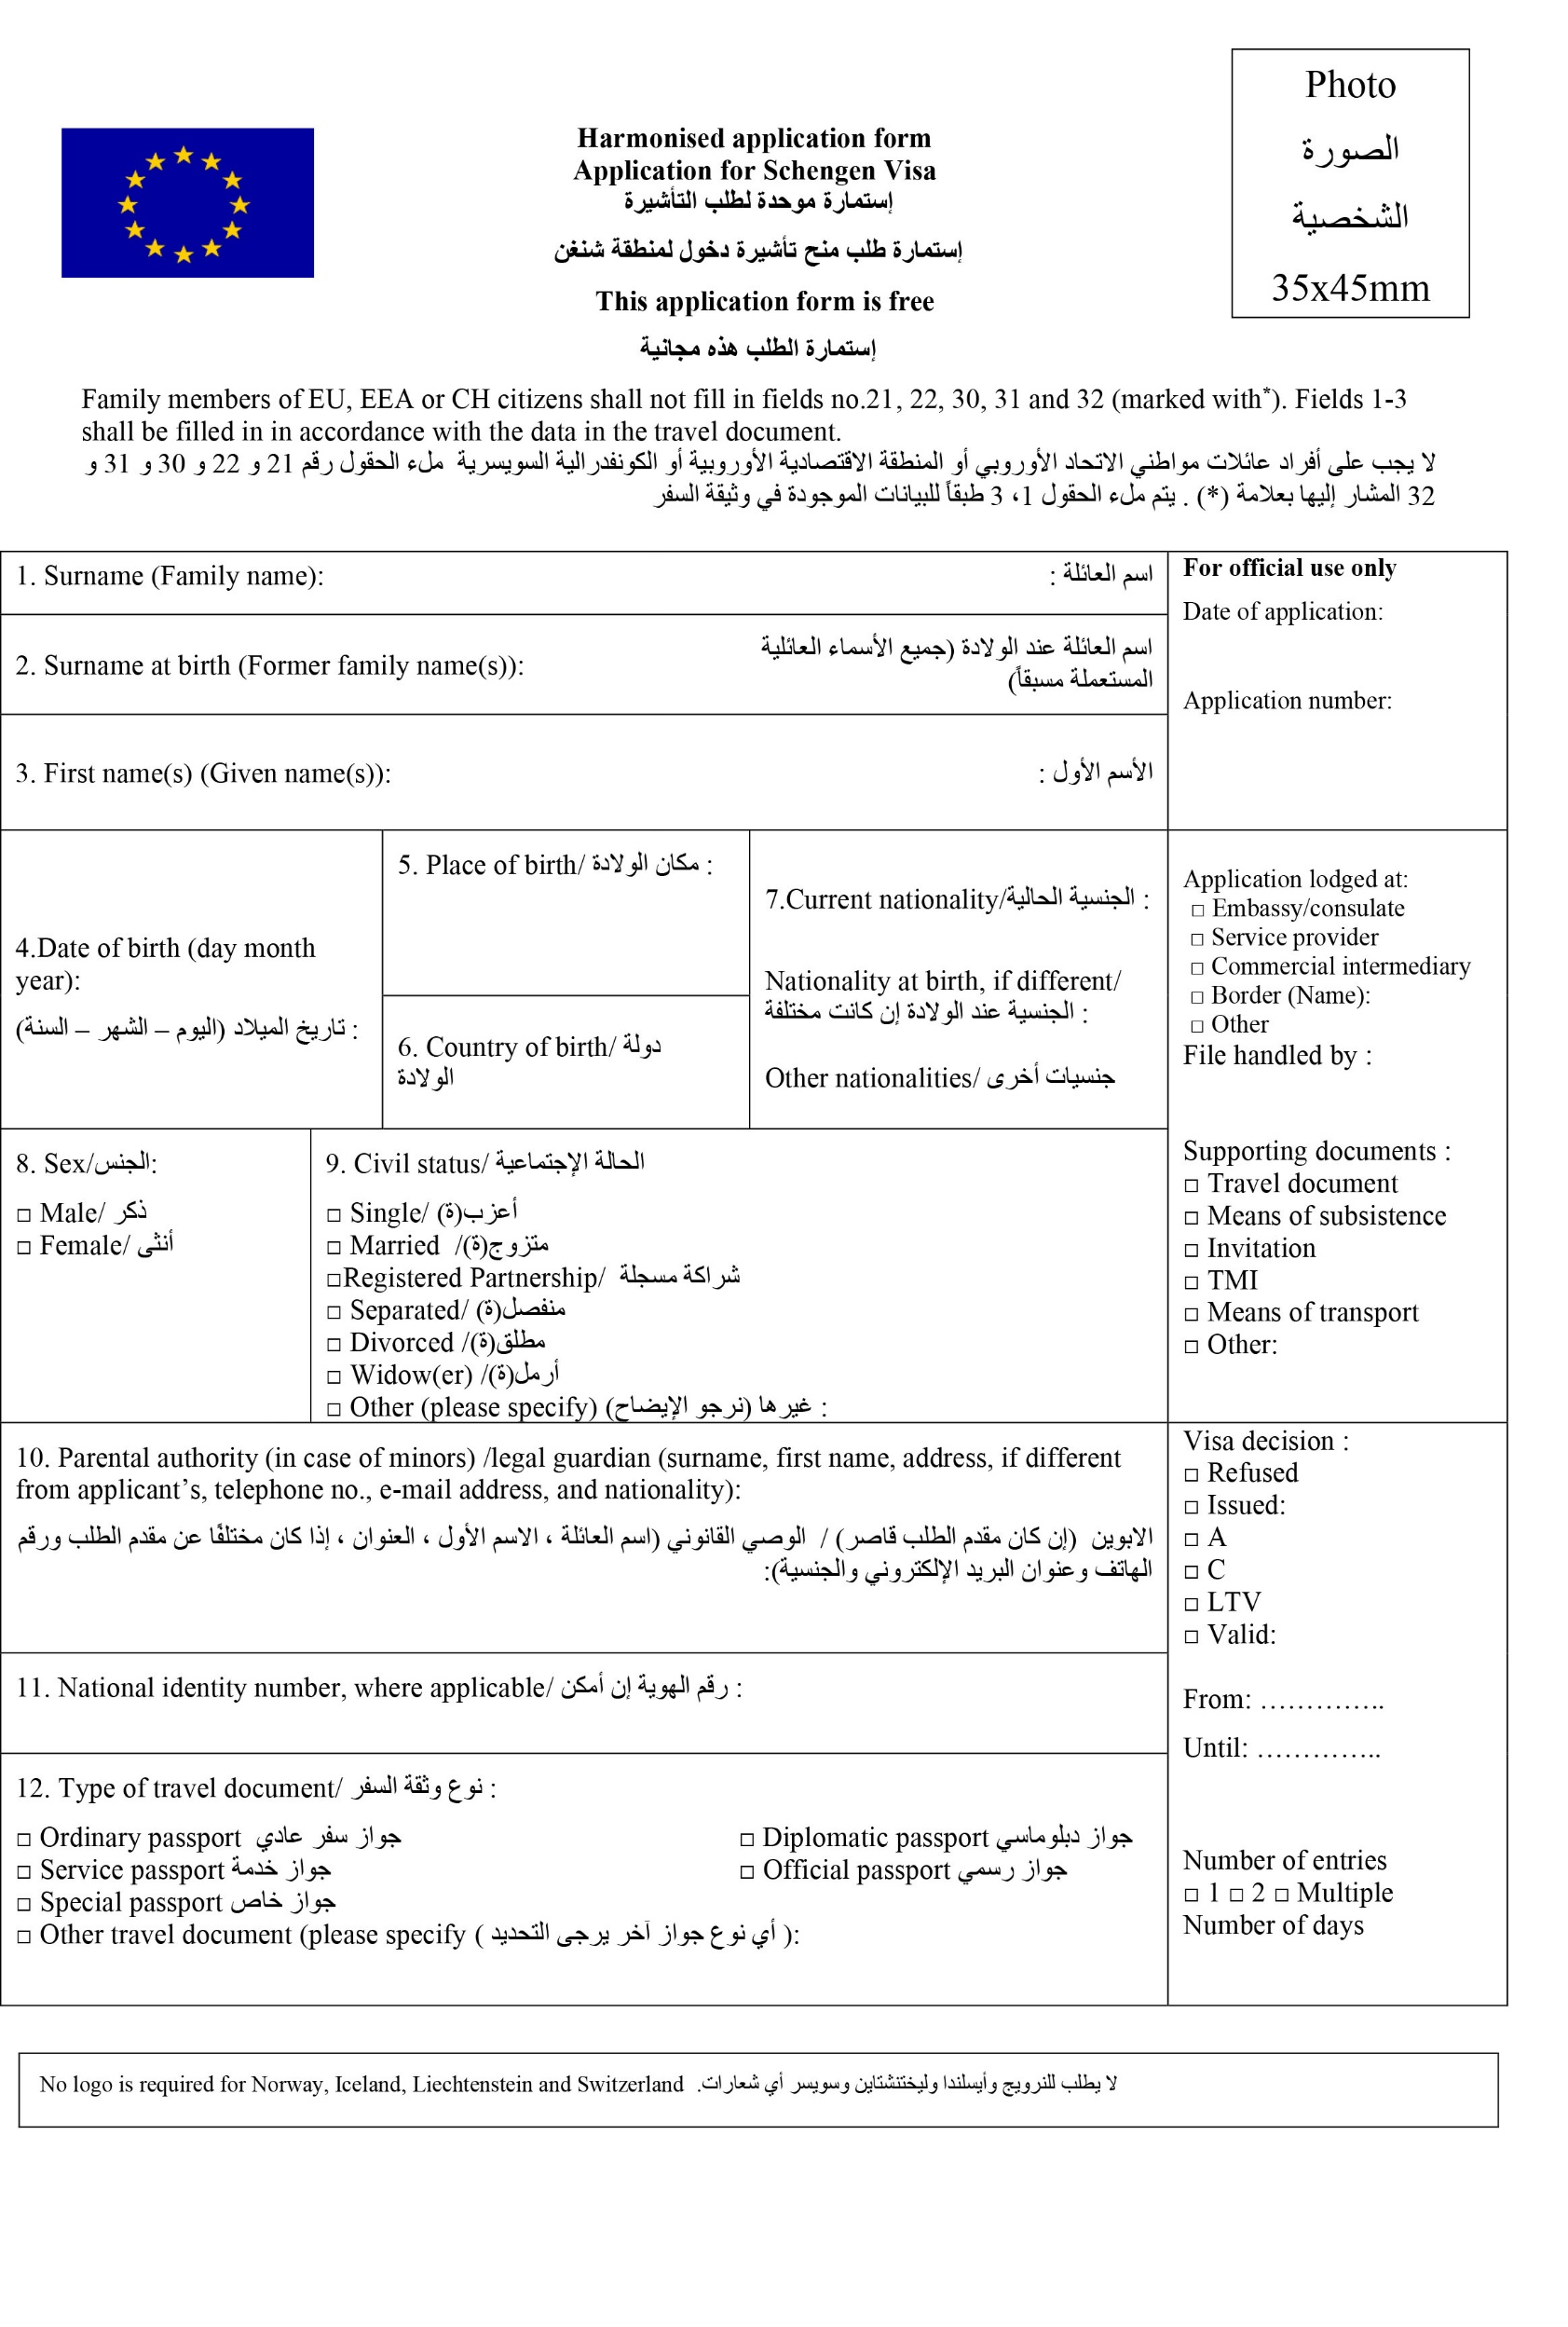 Photo
الصورة
الشخصية
35x45mm
Harmonised application form
Application for Schengen Visa
إستمارة موحدة لطلب التأشيرة
إستمارة طلب منح تأشيرة دخول لمنطقة شنغن
This application form is free
إستمارة الطلب هذه مجانية
Family members of EU, EEA or CH citizens shall not fill in fields no.21, 22, 30, 31 and 32 (marked with*). Fields 1-3
shall be filled in in accordance with the data in the travel document.
لا يجب على أفراد عائلات مواطني الاتحاد الأوروبي أو المنطقة الاقتصادية الأوروبية أو الكونفدرالية السويسرية ملء الحقول رقم 21 و 22 و 30 و 31 و
32 المشار إليها بعلامة (*) . يتم ملء الحقول 1، 3 طبقاً للبيانات الموجودة في وثيقة السفر
1. Surname (Family name): اسم العائلة :
2. Surname at birth (Former family name(s)): اسم العائلة عند الولادة (جميع الأسماء العائلية
المستعملة مسبقاً)
3. First name(s) (Given name(s)): الأسم الأول :
For official use only
Date of application:
Application number:
4.Date of birth (day month
year):
تاريخ الميلاد (اليوم – الشهر – السنة) :
5. Place of birth/ مكان الولادة :
6. Country of birth/ دولة
الولادة
7.Current nationality/الجنسية الحالية :
Nationality at birth, if different/
الجنسية عند الولادة إن كانت مختلفة :
Other nationalities/ جنسيات أخرى
Application lodged at:
□ Embassy/consulate
□ Service provider
□ Commercial intermediary
□ Border (Name):
□ Other
File handled by :
8. Sex/الجنس:
□ Male/ ذكر
□ Female/ أنثى
9. Civil status/ الحالة الإجتماعية
□ Single/ أعزب(ة)
□ Married /متزوج(ة)
□Registered Partnership/ شراكة مسجلة
□ Separated/ منفصل(ة)
□ Divorced /مطلق(ة)
□ Widow(er) /أرمل(ة)
□ Other (please specify) غيرها (نرجو الإيضاح) :
Supporting documents :
□ Travel document
□ Means of subsistence
□ Invitation
□ TMI
□ Means of transport
□ Other:
10. Parental authority (in case of minors) /legal guardian (surname, first name, address, if different
from applicant’s, telephone no., e-mail address, and nationality):
الابوين (إن كان مقدم الطلب قاصر) / الوصي القانوني (اسم العائلة ، الاسم الأول ، العنوان ، إذا كان مختلفًا عن مقدم الطلب ورقم
الهاتف وعنوان البريد الإلكتروني والجنسية):
11. National identity number, where applicable/ رقم الهوية إن أمكن :
12. Type of travel document/ نوع وثقة السفر :
□ Ordinary passport جواز سفر عادي □ Diplomatic passport جواز دبلوماسي
□ Service passport جواز خدمة □ Official passport جواز رسمي
□ Special passport جواز خاص
□ Other travel document (please specify ( أي نوع جواز آخر يرجى التحديد ):
Visa decision :
□ Refused
□ Issued:
□ A
□ C
□ LTV
□ Valid:
From: …………..
Until: …………..
Number of entries
□ 1 □ 2 □ Multiple
Number of days
No logo is required for Norway, Iceland, Liechtenstein and Switzerland لا يطلب للنرويج وأيسلندا وليختنشتاين وسويسر أي شعارات.